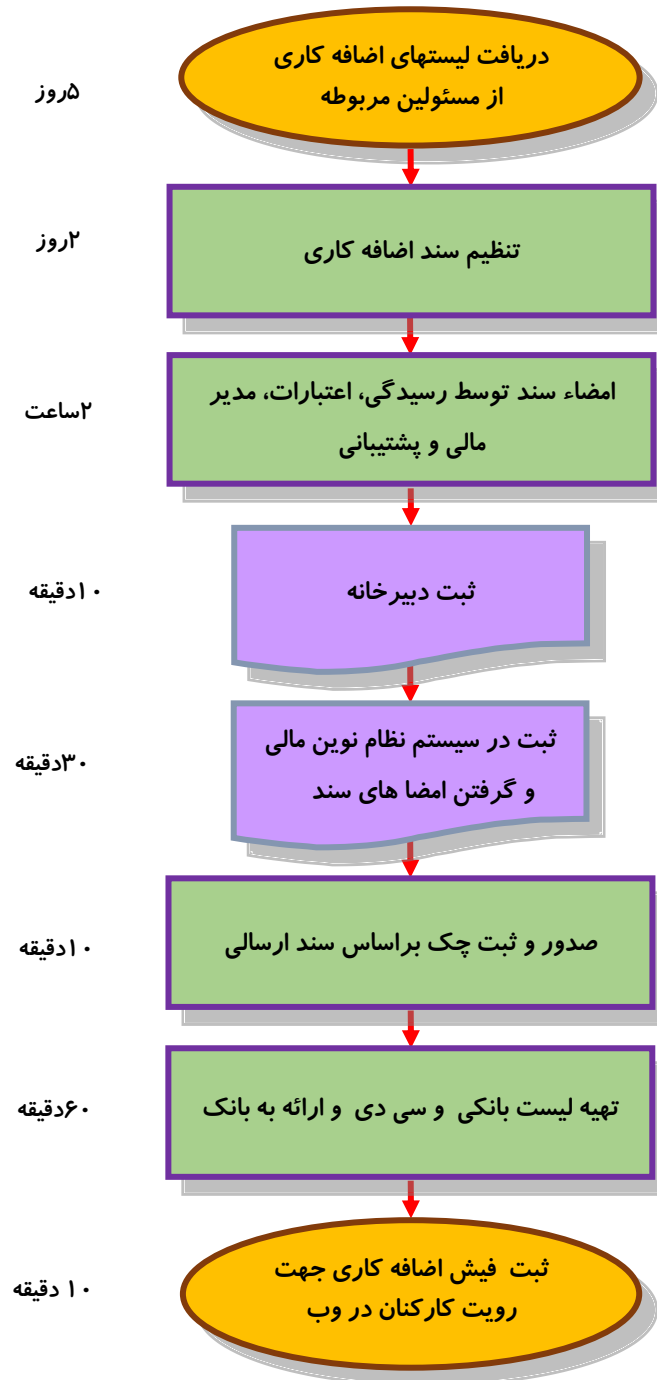 دریافت لیستهای اضافه کاری
از مسئولین مربوطه
۵روز
تنظیم سند اضافه کاری
۲روز
امضاء سند توسط رسیدگی، اعتبارات، مدیر
مالی و پشتیبانی
۲ساعت
ثبت دبیرخانه
۱۰دقیقه
ثبت در سیستم نظام نوین مالی
و گرفتن امضا های سند
۳۰دقیقه
صدور و ثبت چک براساس سند ارسالی
۱۰دقیقه
تهیه لیست بانکی و سی دی و ارائه به بانک
۶۰دقیقه
ثبت فیش اضافه کاری جهت
رویت کارکنان در وب
۱۰ دقیقه